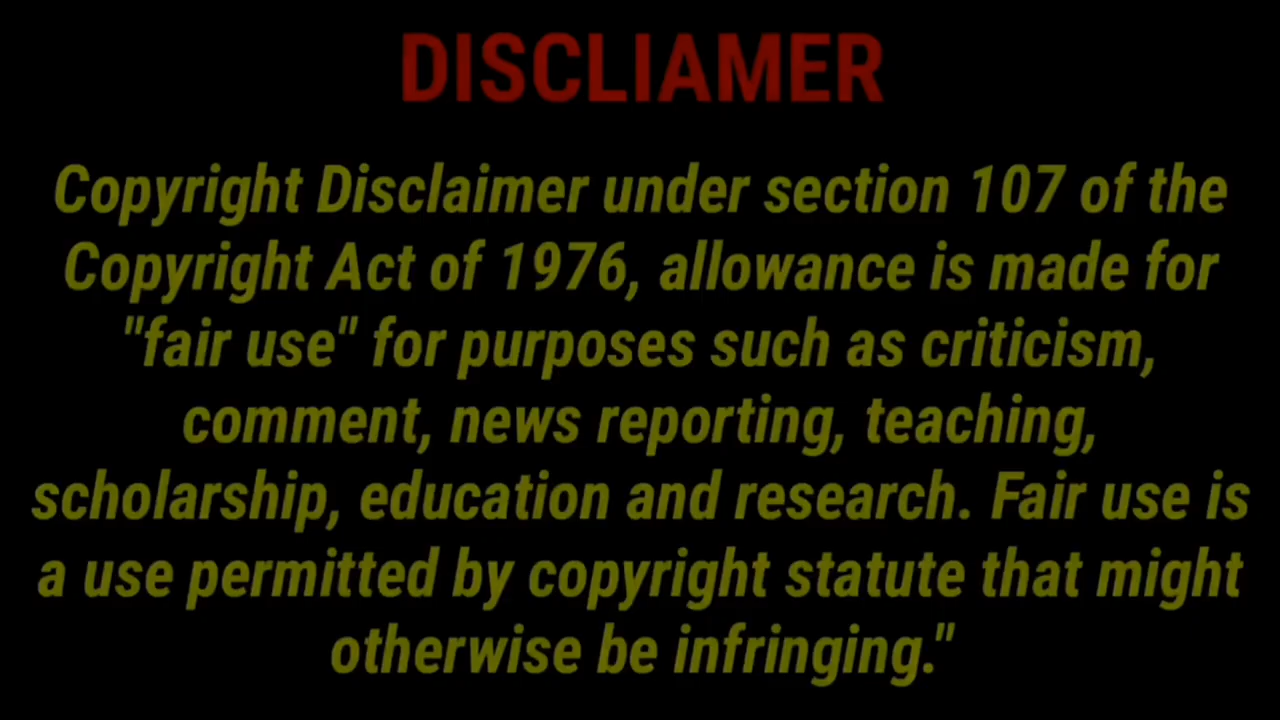 DISCLIAMER
Copyright Disclaimer under section 107 of the
Copyright Act of 1976, allowance is made for
"fair use" for purposes such as criticism,
comment, news reporting, teaching,
scholarship, education and research. Fair use is
a use permitted by copyright statute that might
otherwise be infringing."